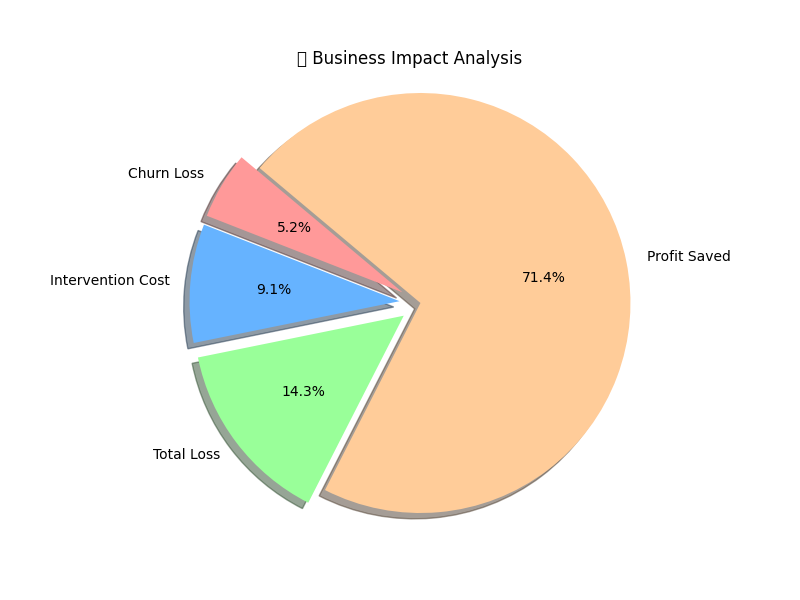 ▯ Business Impact Analysis
Churn Loss
5.2%
Intervention Cost
9.1%
Profit Saved
71.4%
14.3%
Total Loss